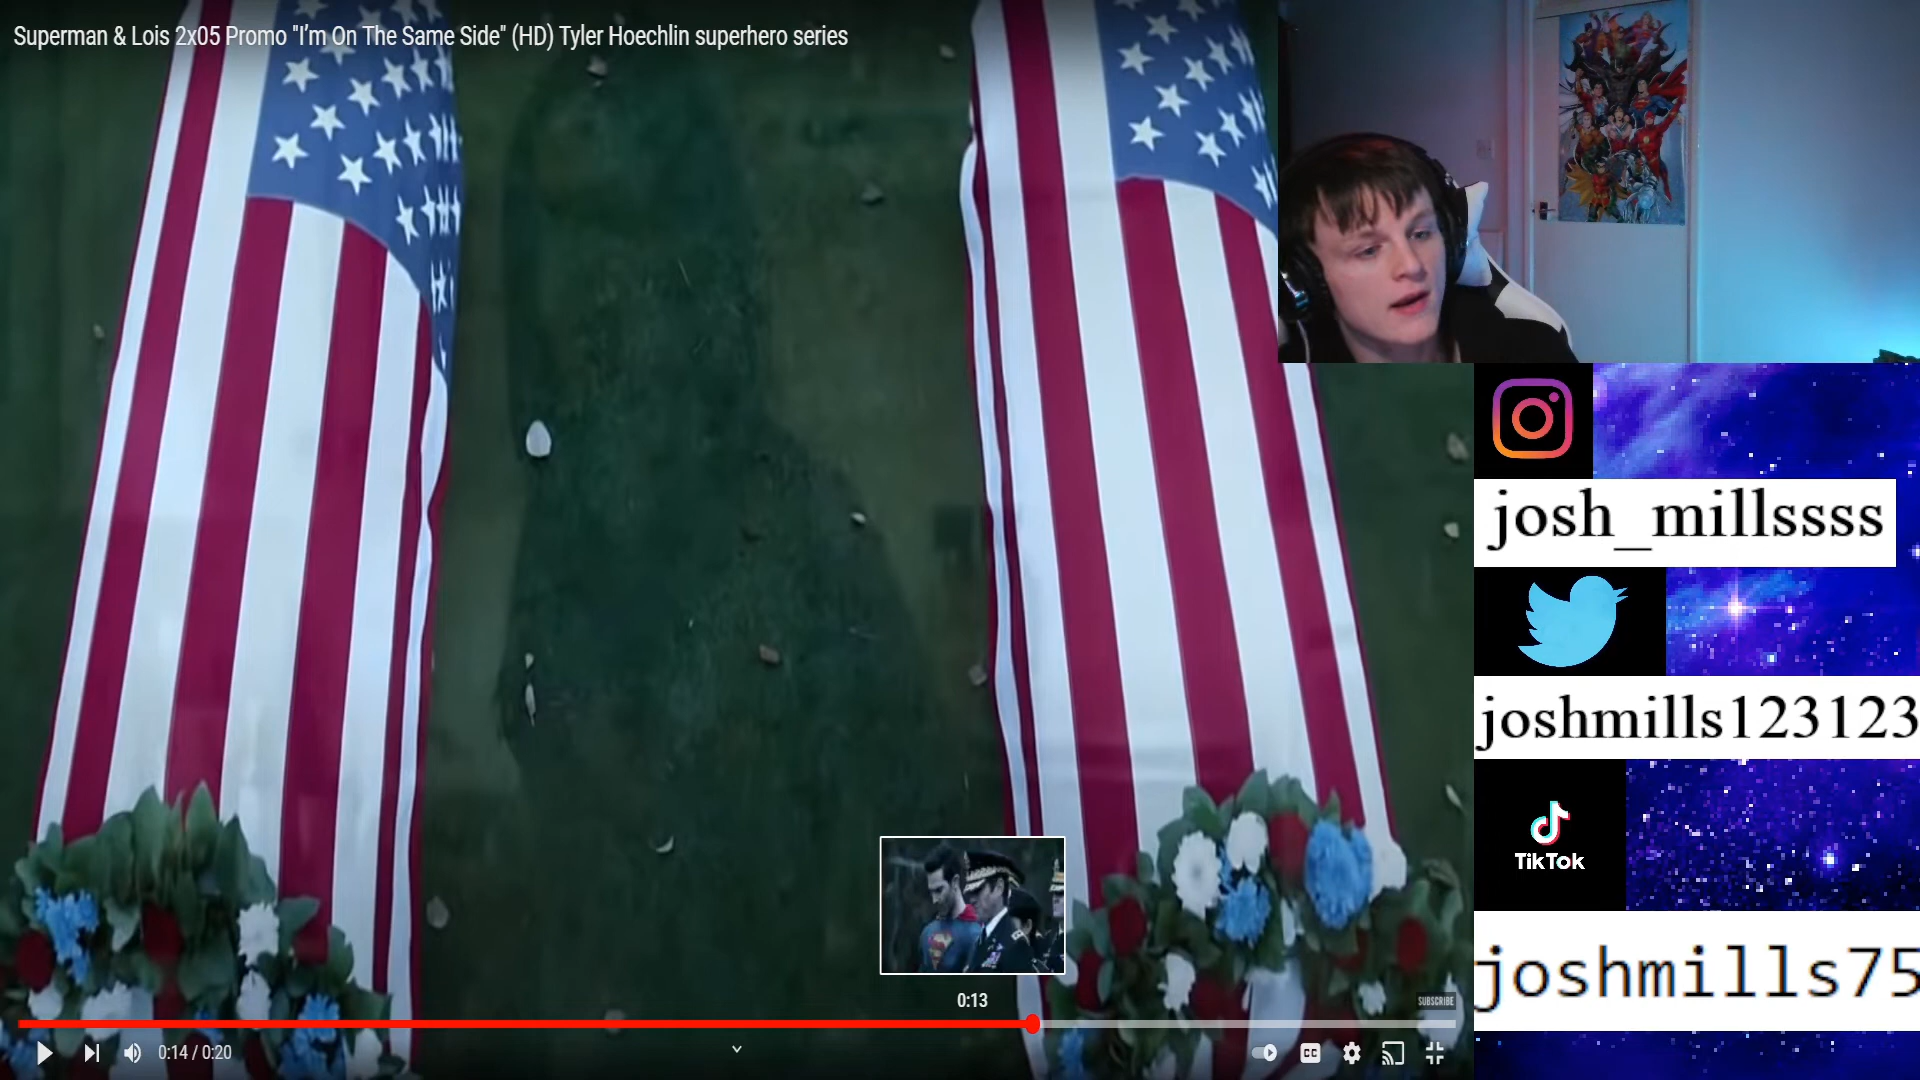 Superman & Lois 2x05 Promo "I'm On The Same Side" (HD) Tyler Hoechlin superhero series
josh_millssss
joshmills123123
TikTok
joshmills75
0:13
SUBSCRIBE
0:14 / 0:20
CC